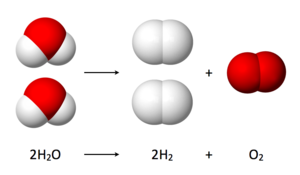 +
2H₂O 2H₂ + O₂